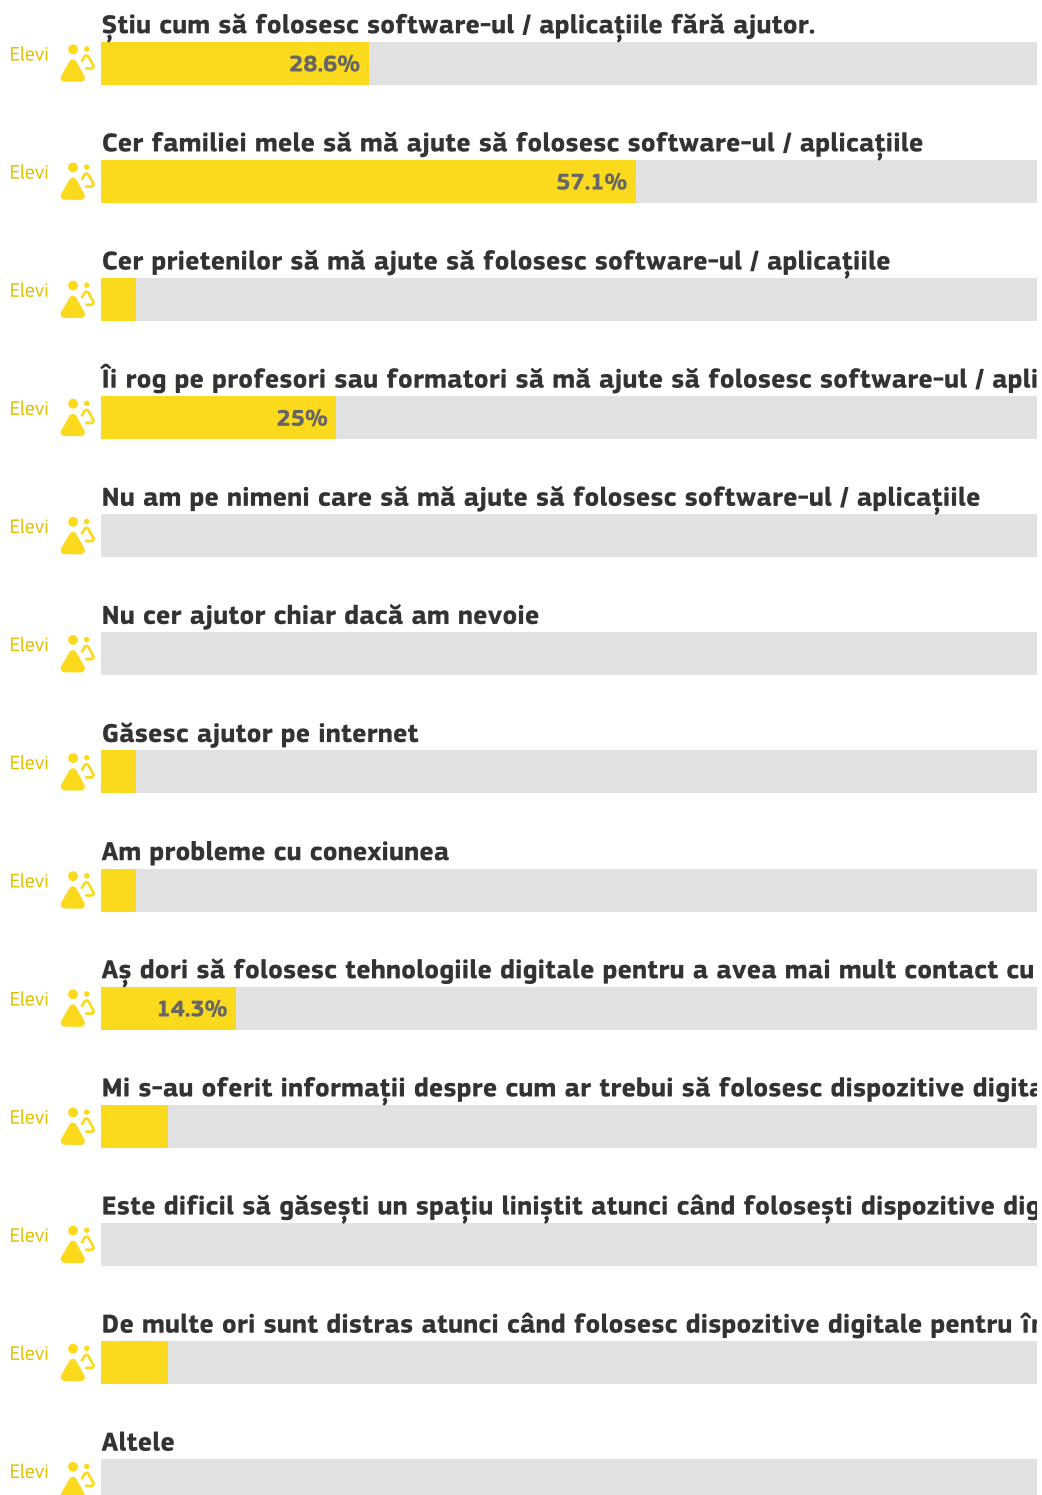 Știu cum să folosesc software-ul / aplicațiile fără ajutor.
Elevi
28.6%
Cer familiei mele să mă ajute să folosesc software-ul / aplicațiile
Elevi
57.1%
Cer prietenilor să mă ajute să folosesc software-ul / aplicațiile
Elevi
Îi rog pe profesori sau formatori să mă ajute să folosesc software-ul / apli
Elevi
25%
Nu am pe nimeni care să mă ajute să folosesc software-ul / aplicațiile
Elevi
Nu cer ajutor chiar dacă am nevoie
Elevi
Găsesc ajutor pe internet
Elevi
Am probleme cu conexiunea
Elevi
Aș dori să folosesc tehnologiile digitale pentru a avea mai mult contact cu
Elevi
14.3%
Mi s-au oferit informații despre cum ar trebui să folosesc dispozitive digita
Elevi
Este dificil să găsești un spațiu liniștit atunci când folosești dispozitive dig
Elevi
De multe ori sunt distras atunci când folosesc dispozitive digitale pentru în
Elevi
Altele
Elevi